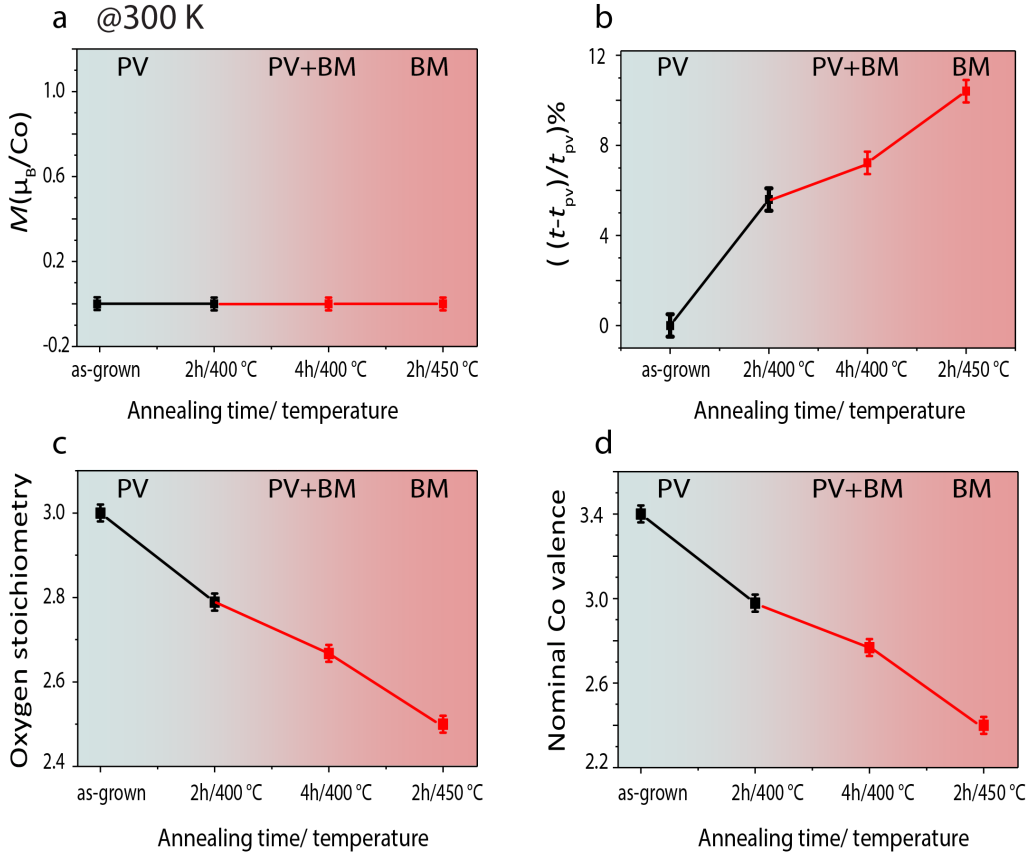 a @300 K
PV PV+BM BM
M(μB/Co)
1.0
0.6
0.2
-0.2
as-grown 2h/400 °C 4h/400 °C 2h/450 °C
Annealing time/ temperature
b
PV PV+BM BM
( (t-tpv)/tpv)%
12
8
4
0
as-grown 2h/400 °C 4h/400 °C 2h/450 °C
Annealing time/ temperature
c
PV PV+BM BM
Oxygen stoichiometry
3.0
2.8
2.6
2.4
as-grown 2h/400 °C 4h/400 °C 2h/450 °C
Annealing time/ temperature
d
PV PV+BM BM
Nominal Co valence
3.4
3.0
2.6
2.2
as-grown 2h/400 °C 4h/400 °C 2h/450 °C
Annealing time/ temperature